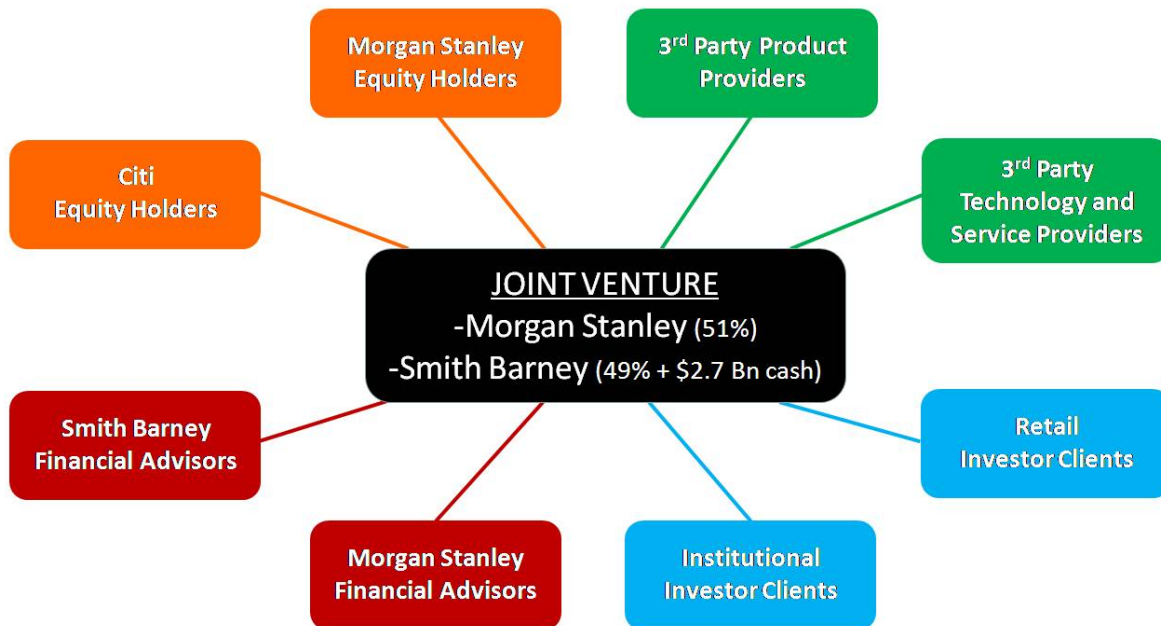 Morgan Stanley
Equity Holders
3rd Party Product
Providers
Citi
Equity Holders
3rd Party
Technology and
Service Providers
JOINT VENTURE
-Morgan Stanley (51%)
-Smith Barney (49% + $2.7 Bn cash)
Smith Barney
Financial Advisors
Retail
Investor Clients
Morgan Stanley
Financial Advisors
Institutional
Investor Clients